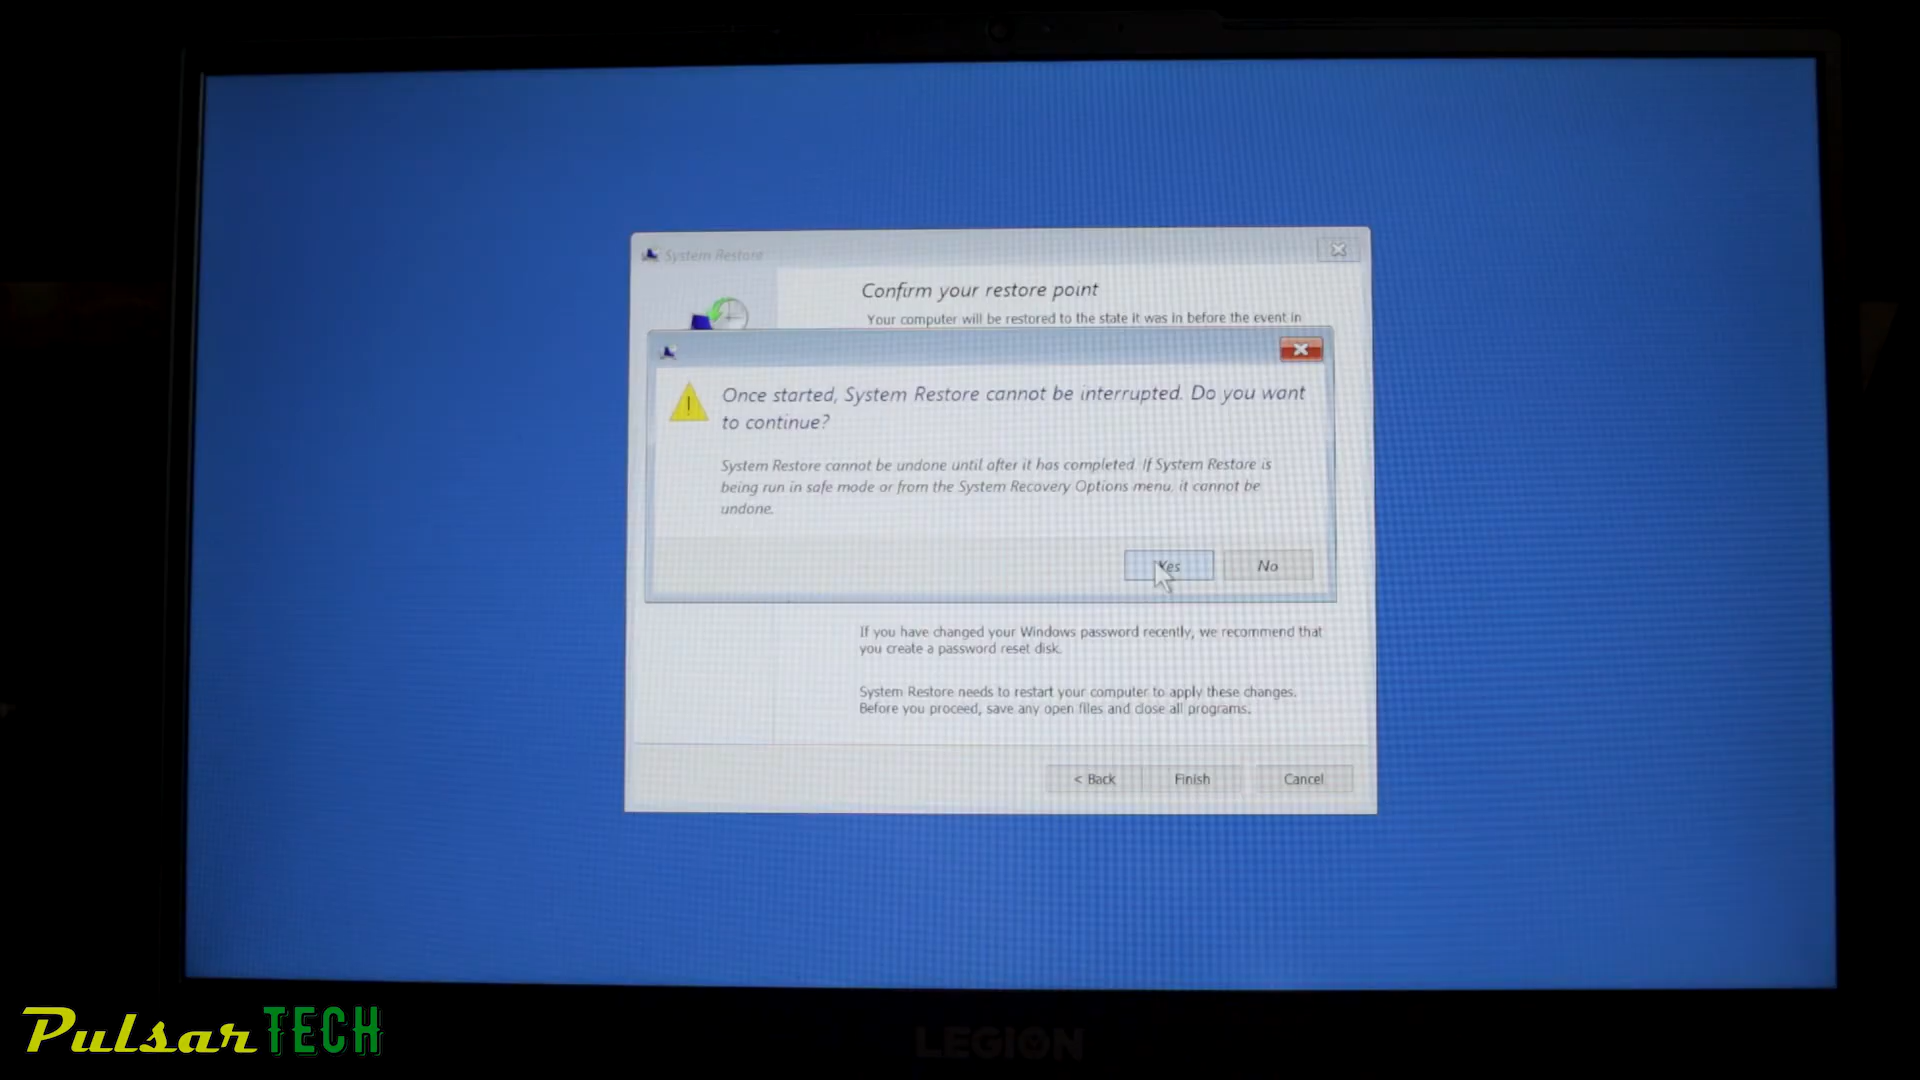 System Restore
Confirm your restore point
Your computer will be restored to the state it was in before the event in
Once started, System Restore cannot be interrupted. Do you want
to continue?
System Restore cannot be undone until after it has completed. If System Restore is
being run in safe mode or from the System Recovery Options menu, it cannot be
undone.
Yes
No
If you have changed your Windows password recently, we recommend that
you create a password reset disk.
System Restore needs to restart your computer to apply these changes.
Before you proceed, save any open files and close all programs.
< Back
Finish
Cancel
PulsarTECH
LEGION